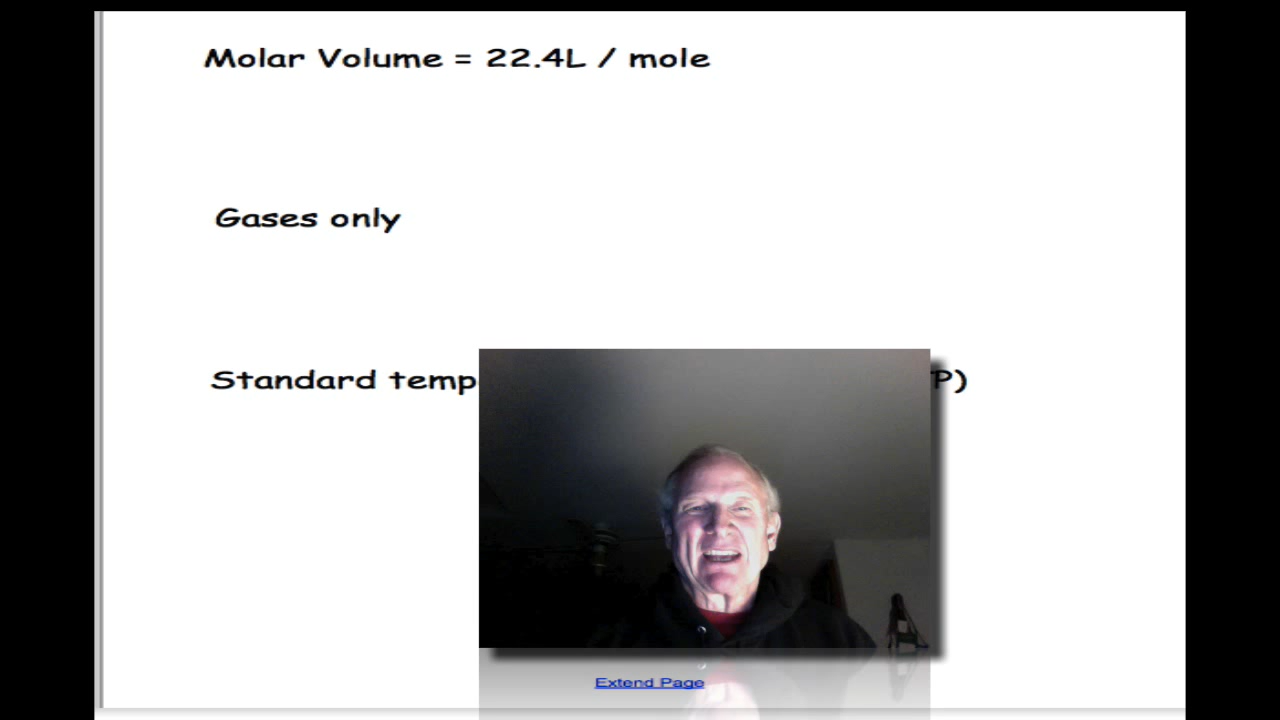 Molar Volume = 22.4L / mole
Gases only
Standard temp
P)
Extend Page